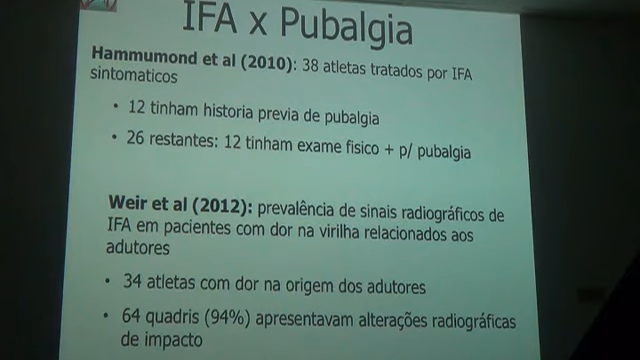 IFA x Pubalgia
Hammumond et al (2010): 38 atletas tratados por IFA
sintomaticos
• 12 tinham historia previa de pubalgia
• 26 restantes: 12 tinham exame fisico + p/ pubalgia
Weir et al (2012): prevalência de sinais radiográficos de
IFA em pacientes com dor na virilha relacionados aos
adutores
• 34 atletas com dor na origem dos adutores
• 64 quadris (94%) apresentavam alterações radiográficas
de impacto